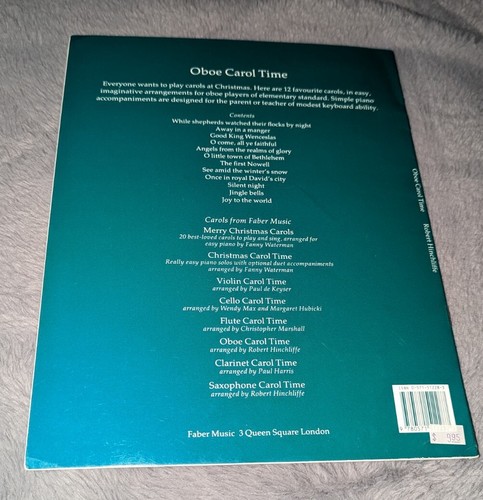 Oboe Carol Time
Everyone wants to play carols at Christmas. Here are 12 favourite carols, in easy,
imaginative arrangements for oboe players of elementary standard. Simple piano
accompaniments are designed for the parent or teacher of modest keyboard ability.
Contents
While shepherds watched their flocks by night
Away in a manger
Good King Wenceslas
O come, all ye faithful
Angels from the realms of glory
O little town of Bethlehem
The first Nowell
See amid the winter's snow
Once in royal David's city
Silent night
Jingle bells
Joy to the world
Carols from Faber Music
Merry Christmas Carols
20 best-loved carols to play and sing, arranged for
easy piano by Fanny Waterman
Christmas Carol Time
Really easy piano solos with optional duet accompaniments
arranged by Fanny Waterman
Violin Carol Time
arranged by Paul de Keyser
Cello Carol Time
arranged by Wendy Max and Margaret Hubicki
Flute Carol Time
arranged by Christopher Marshall
Oboe Carol Time
arranged by Robert Hinchliffe
Clarinet Carol Time
arranged by Paul Harris
Saxophone Carol Time
arranged by Robert Hinchliffe
Faber Music 3 Queen Square London
Oboe Carol Time Robert Hinchliffe
9 780571